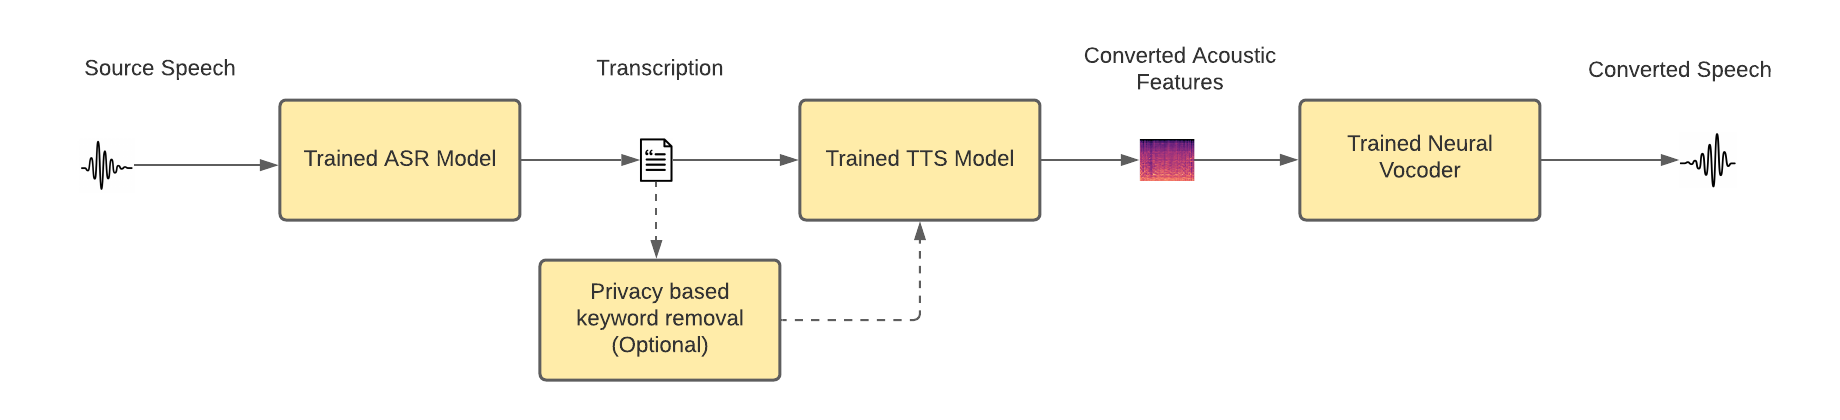 Source Speech
Transcription
Converted Acoustic
Features
Converted Speech
Trained ASR Model
Trained TTS Model
Trained Neural
Vocoder
Privacy based
keyword removal
(Optional)